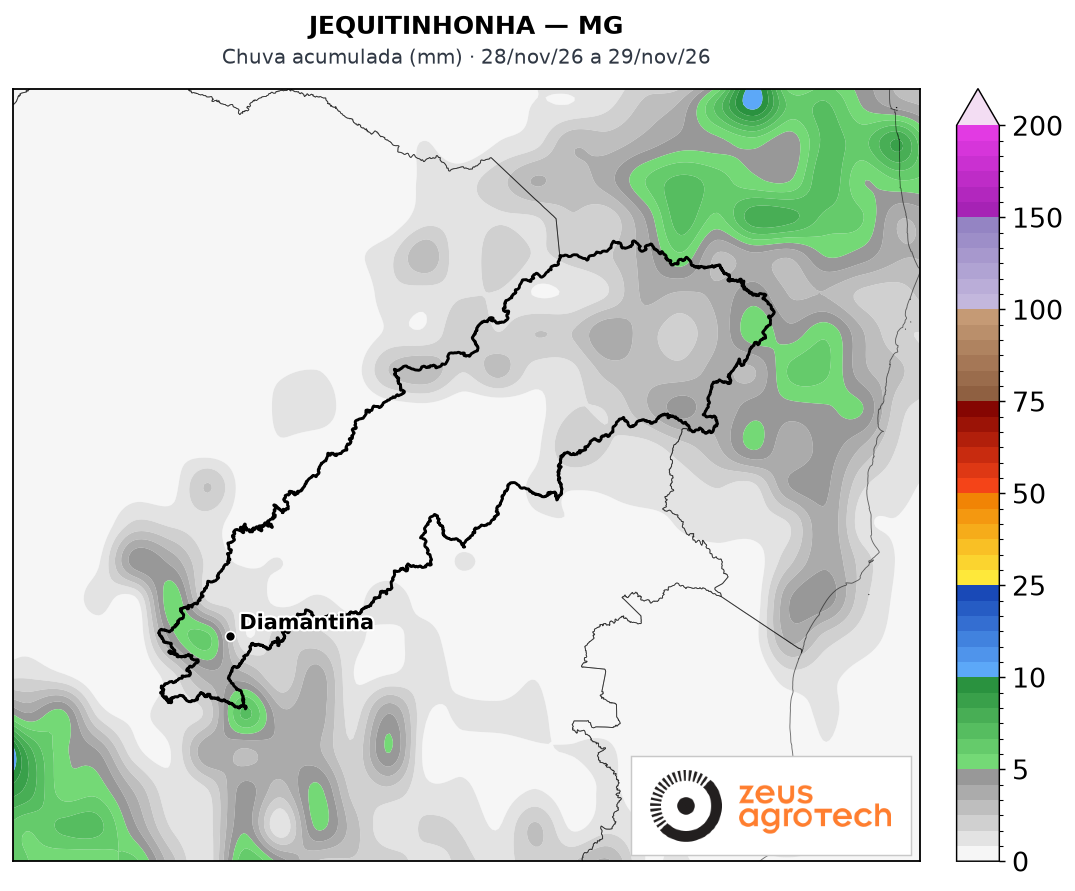 JEQUITINHONHA — MG
Chuva acumulada (mm) · 28/nov/26 a 29/nov/26
200
150
100
75
50
25
10
5
0
Diamantina
zeus
agrotech